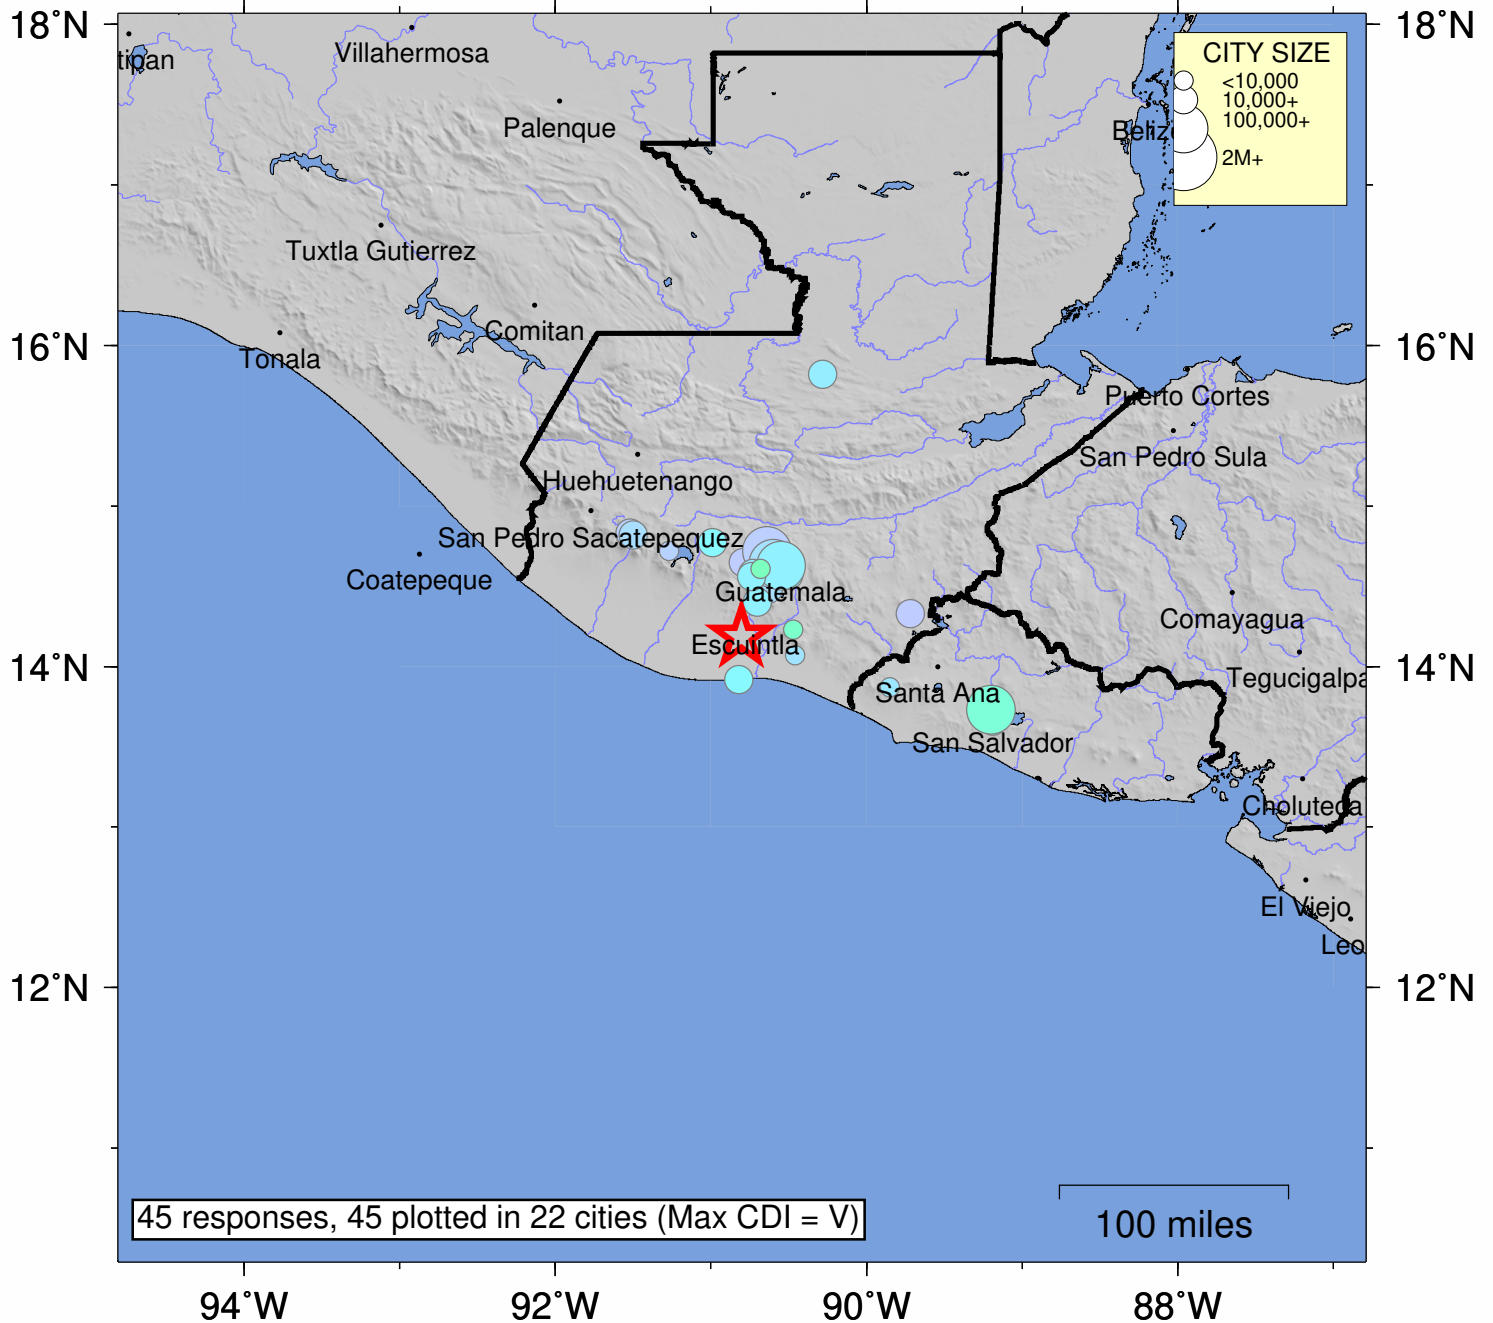 18˚N
18˚N
Villahermosa
tipan
CITY SIZE
<10,000
10,000+
100,000+
2M+
Palenque
Beliz
Tuxtla Gutierrez
Comitan
16˚N
16˚N
Tonala
Puerto Cortes
San Pedro Sula
Huehuetenango
San Pedro Sacatepequez
Coatepeque
Guatemala
Comayagua
Escuintla
14˚N
14˚N
Tegucigalpa
Santa Ana
San Salvador
Choluteca
El Viejo
Leo
12˚N
12˚N
45 responses, 45 plotted in 22 cities (Max CDI = V)
100 miles
94˚W
92˚W
90˚W
88˚W